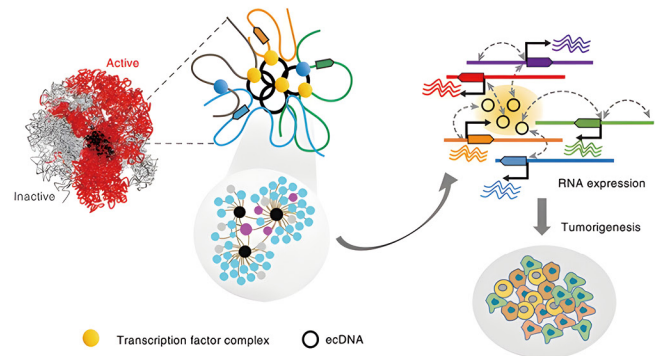 Active
Inactive
RNA expression
Tumorigenesis
Transcription factor complex
ecDNA